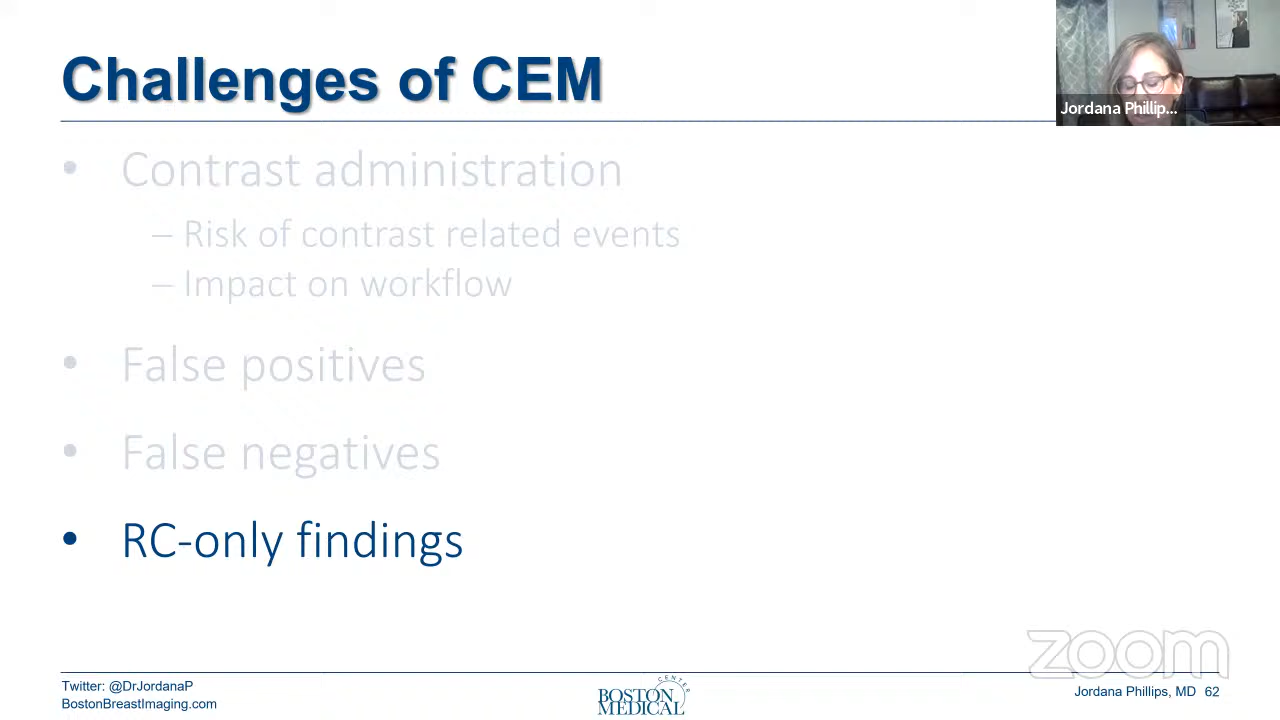 Challenges of CEM
Jordana Phillip...
• Contrast administration
– Risk of contrast related events
– Impact on workflow
• False positives
• False negatives
• RC-only findings
zoom
Twitter: @DrJordanaP
BostonBreastImaging.com
BOSTON
MEDICAL
CENTER
Jordana Phillips, MD 62